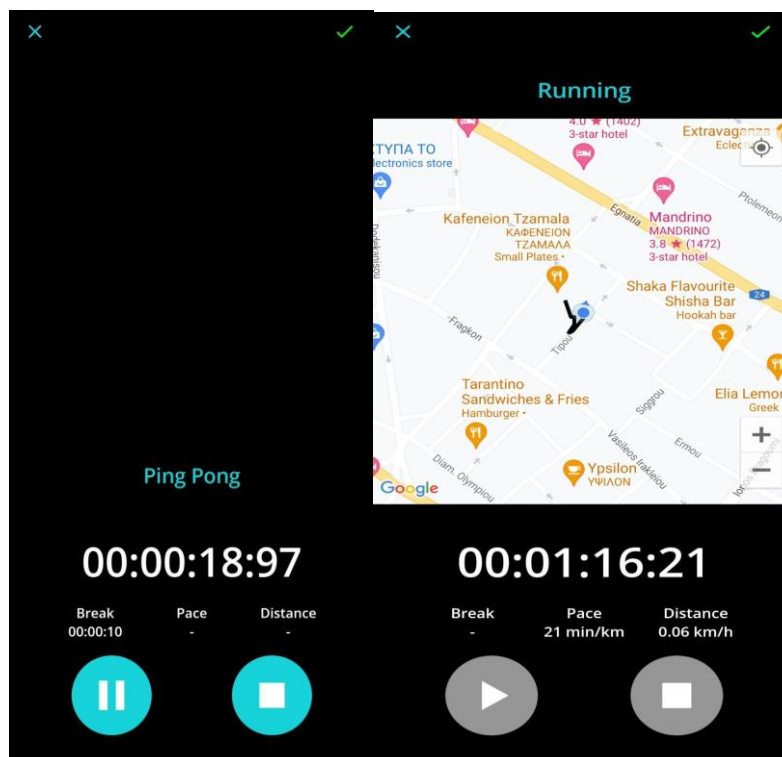 Ping Pong
00:00:18:97
Break Pace Distance
00:00:10 - -
Running
4.0 ★ (1402)
3-star hotel
Extravaganza
ΚΤΥΠΑ ΤΟ
lectronics store
Ptolemeon
Egnatia
Mandrino
MANDRINO
3.8 ★ (1472)
3-star hotel
Kafeneion Tzamala
ΚΑΦΕΝΕΙΟΝ
ΤΖΑΜΑΛΑ
Small Plates •
Dodekanisou
Shaka Flavourite
Shisha Bar
Hookah bar
24
Fragkon
Tipou
Tarantino
Sandwiches & Fries
Hamburger •
Siggrou
Elia Lemo
Greek
Ermou
Vasileos Irakleiou
Diam. Olympiou
Ypsilon
ΥΨΙΛΟΝ
+
−
Google
00:01:16:21
Break Pace Distance
- 21 min/km 0.06 km/h